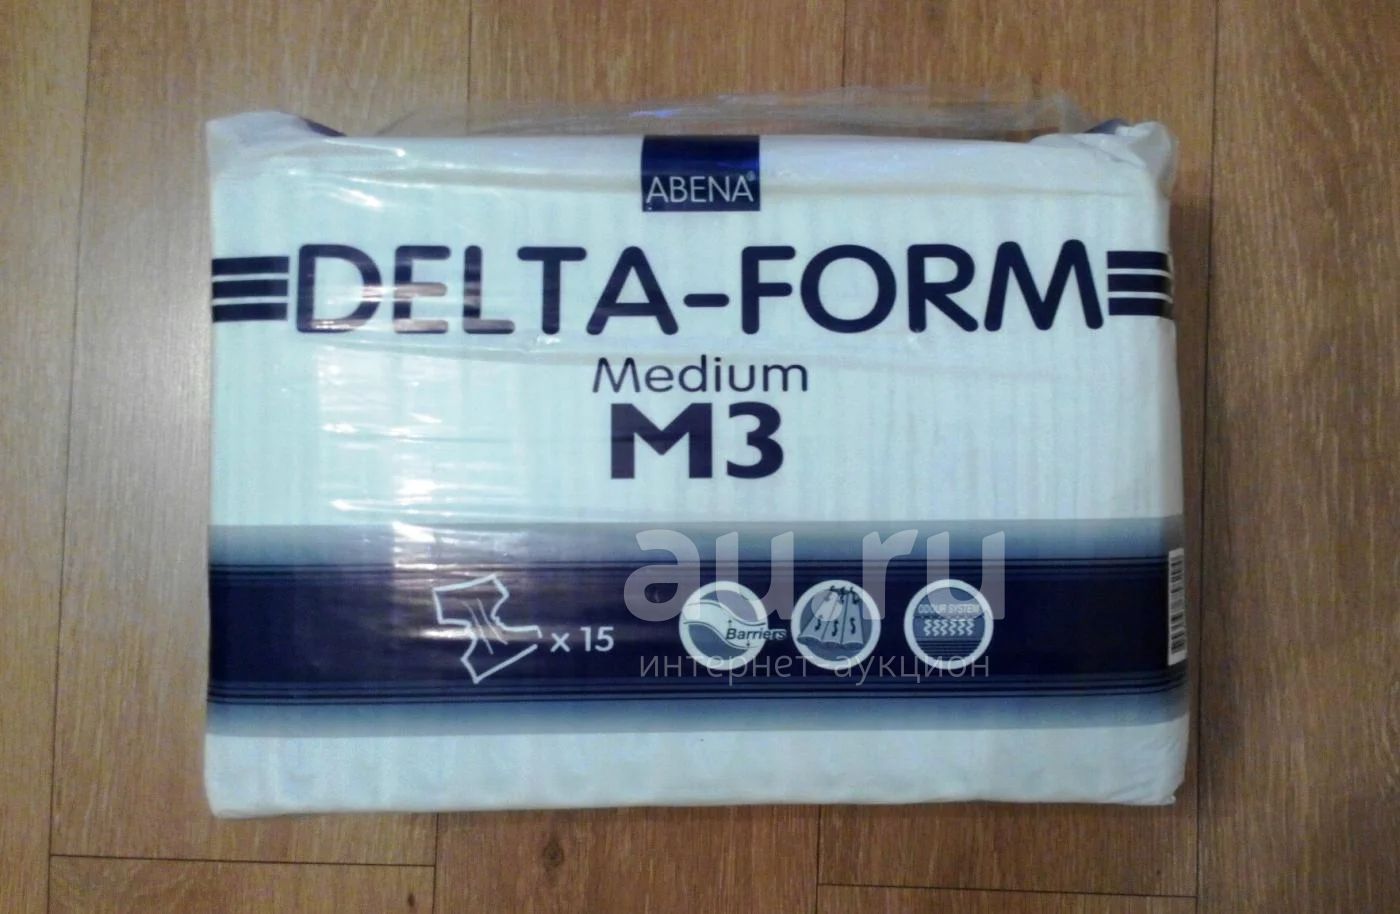 ABENA®
DELTA-FORM
Medium
M3
au.ru
интернет-аукцион
x 15
Barriers
ODOUR SYSTEM